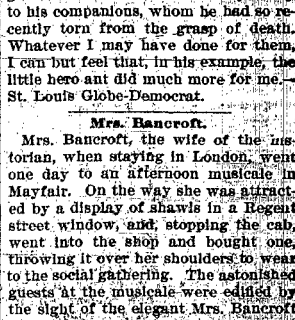 to his companions, whom he had so re-
cently torn from the grasp of death.
Whatever I may have done for them,
I can but feel that, in his example, the
little hero ant did much more for me.—
St. Louis Globe-Democrat.
Mrs. Bancroft.
Mrs. Bancroft, the wife of the his-
torian, when staying in London, went
one day to an afternoon musicale in
Mayfair. On the way she was attract-
ed by a display of shawls in a Regent
street window, and, stopping the cab,
went into the shop and bought one,
throwing it over her shoulders to wear
to the social gathering. The astonished
guests at the musicale were edified by
the sight of the elegant Mrs. Bancroft